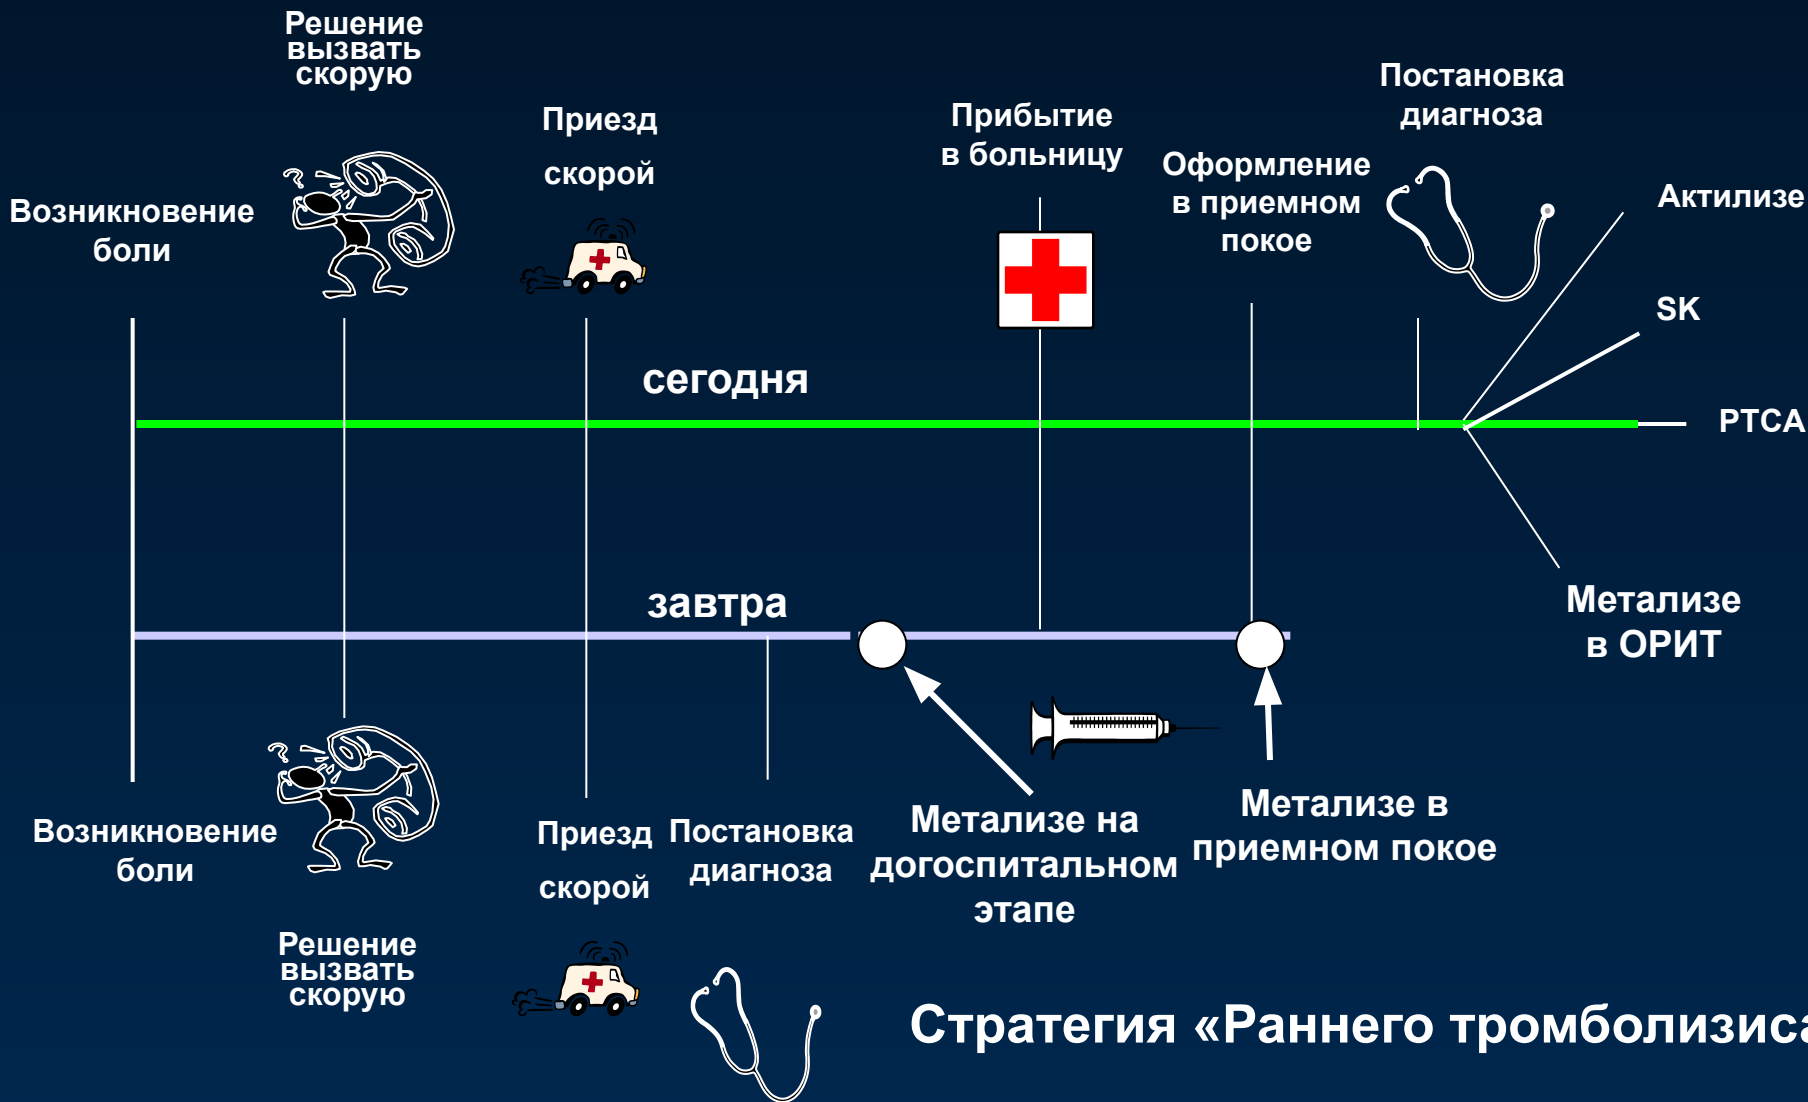 Решение
вызвать
скорую
Постановка
диагноза
Приезд
скорой
Прибытие
в больницу
Оформление
в приемном
покое
Возникновение
боли
Актилизе
SK
сегодня
PTCA
завтра
Метализе
в ОРИТ
Возникновение
боли
Приезд
скорой
Постановка
диагноза
Метализе на
догоспитальном
этапе
Метализе в
приемном покое
Решение
вызвать
скорую
Стратегия «Раннего тромболизиса